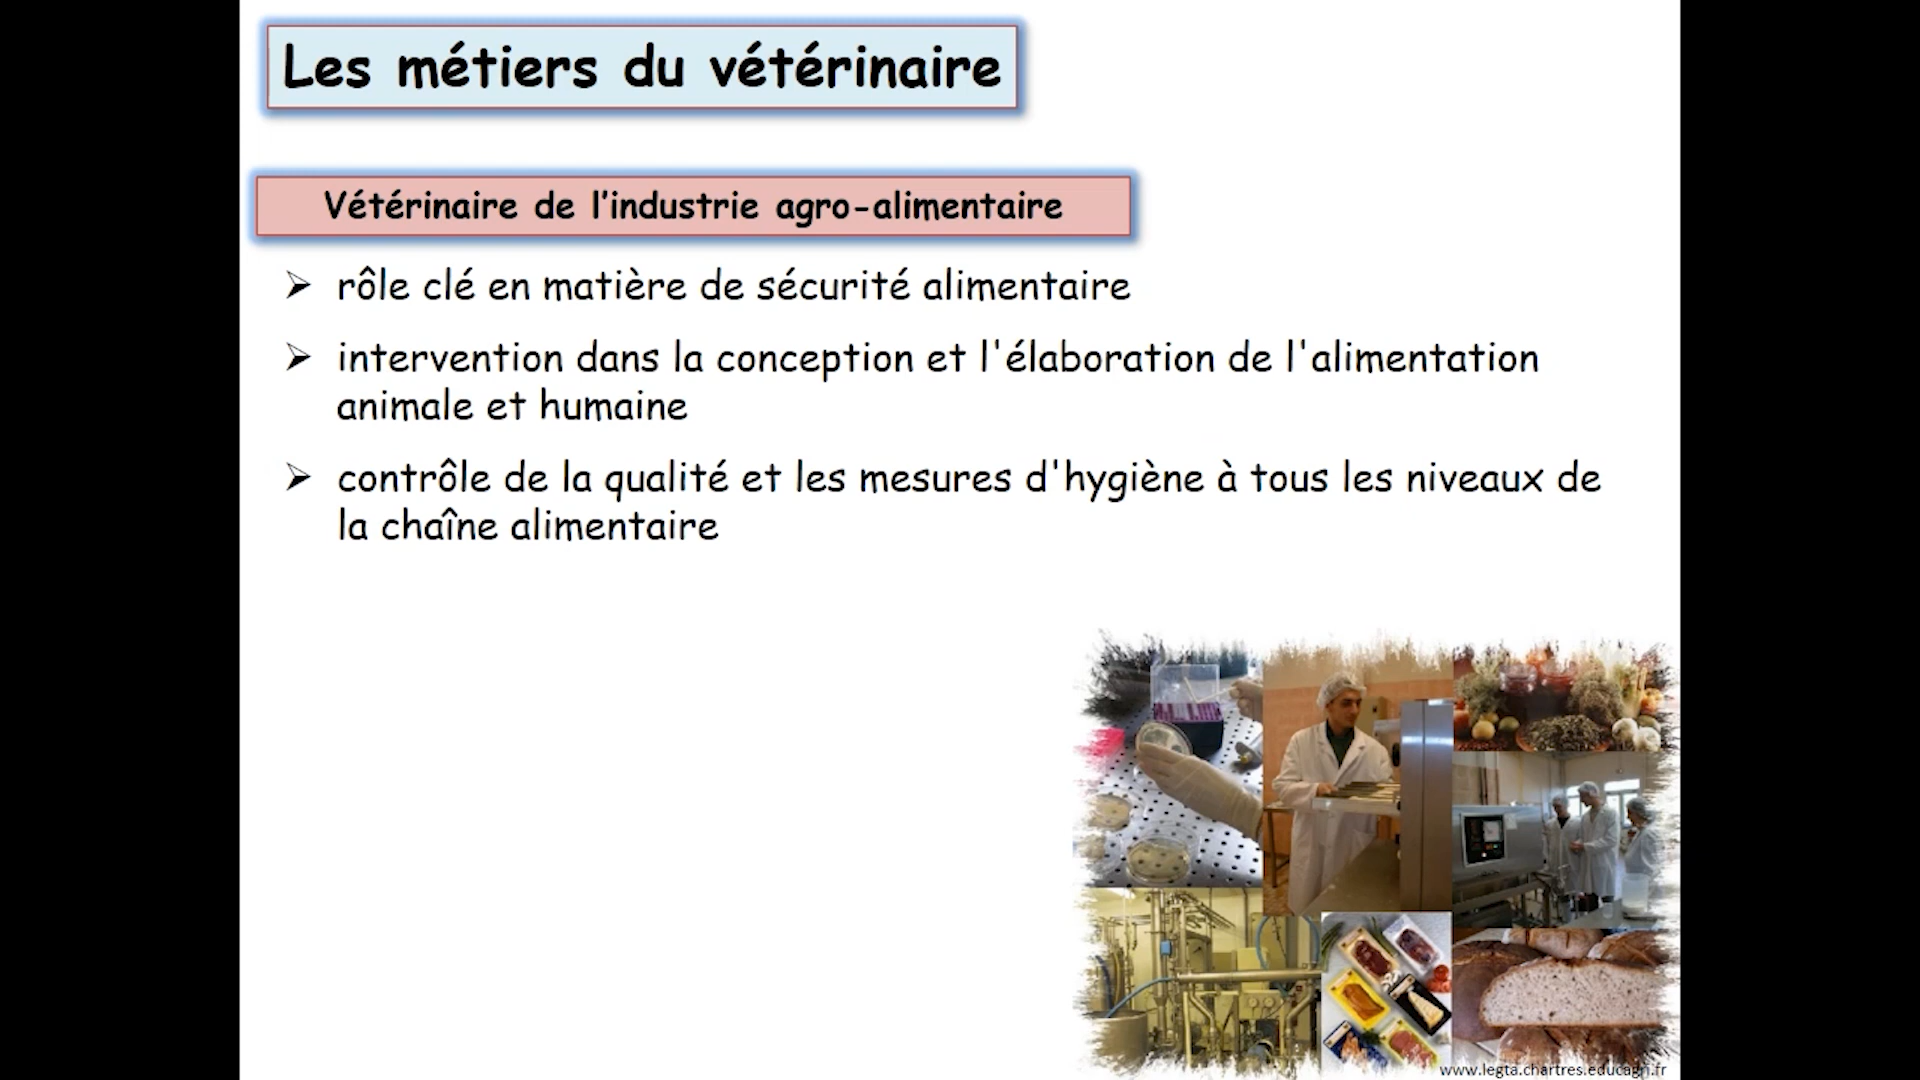 Les métiers du vétérinaire
Vétérinaire de l'industrie agro-alimentaire
➢ rôle clé en matière de sécurité alimentaire
➢ intervention dans la conception et l'élaboration de l'alimentation
animale et humaine
➢ contrôle de la qualité et les mesures d'hygiène à tous les niveaux de
la chaîne alimentaire
www.legta.chartres.educagri.fr